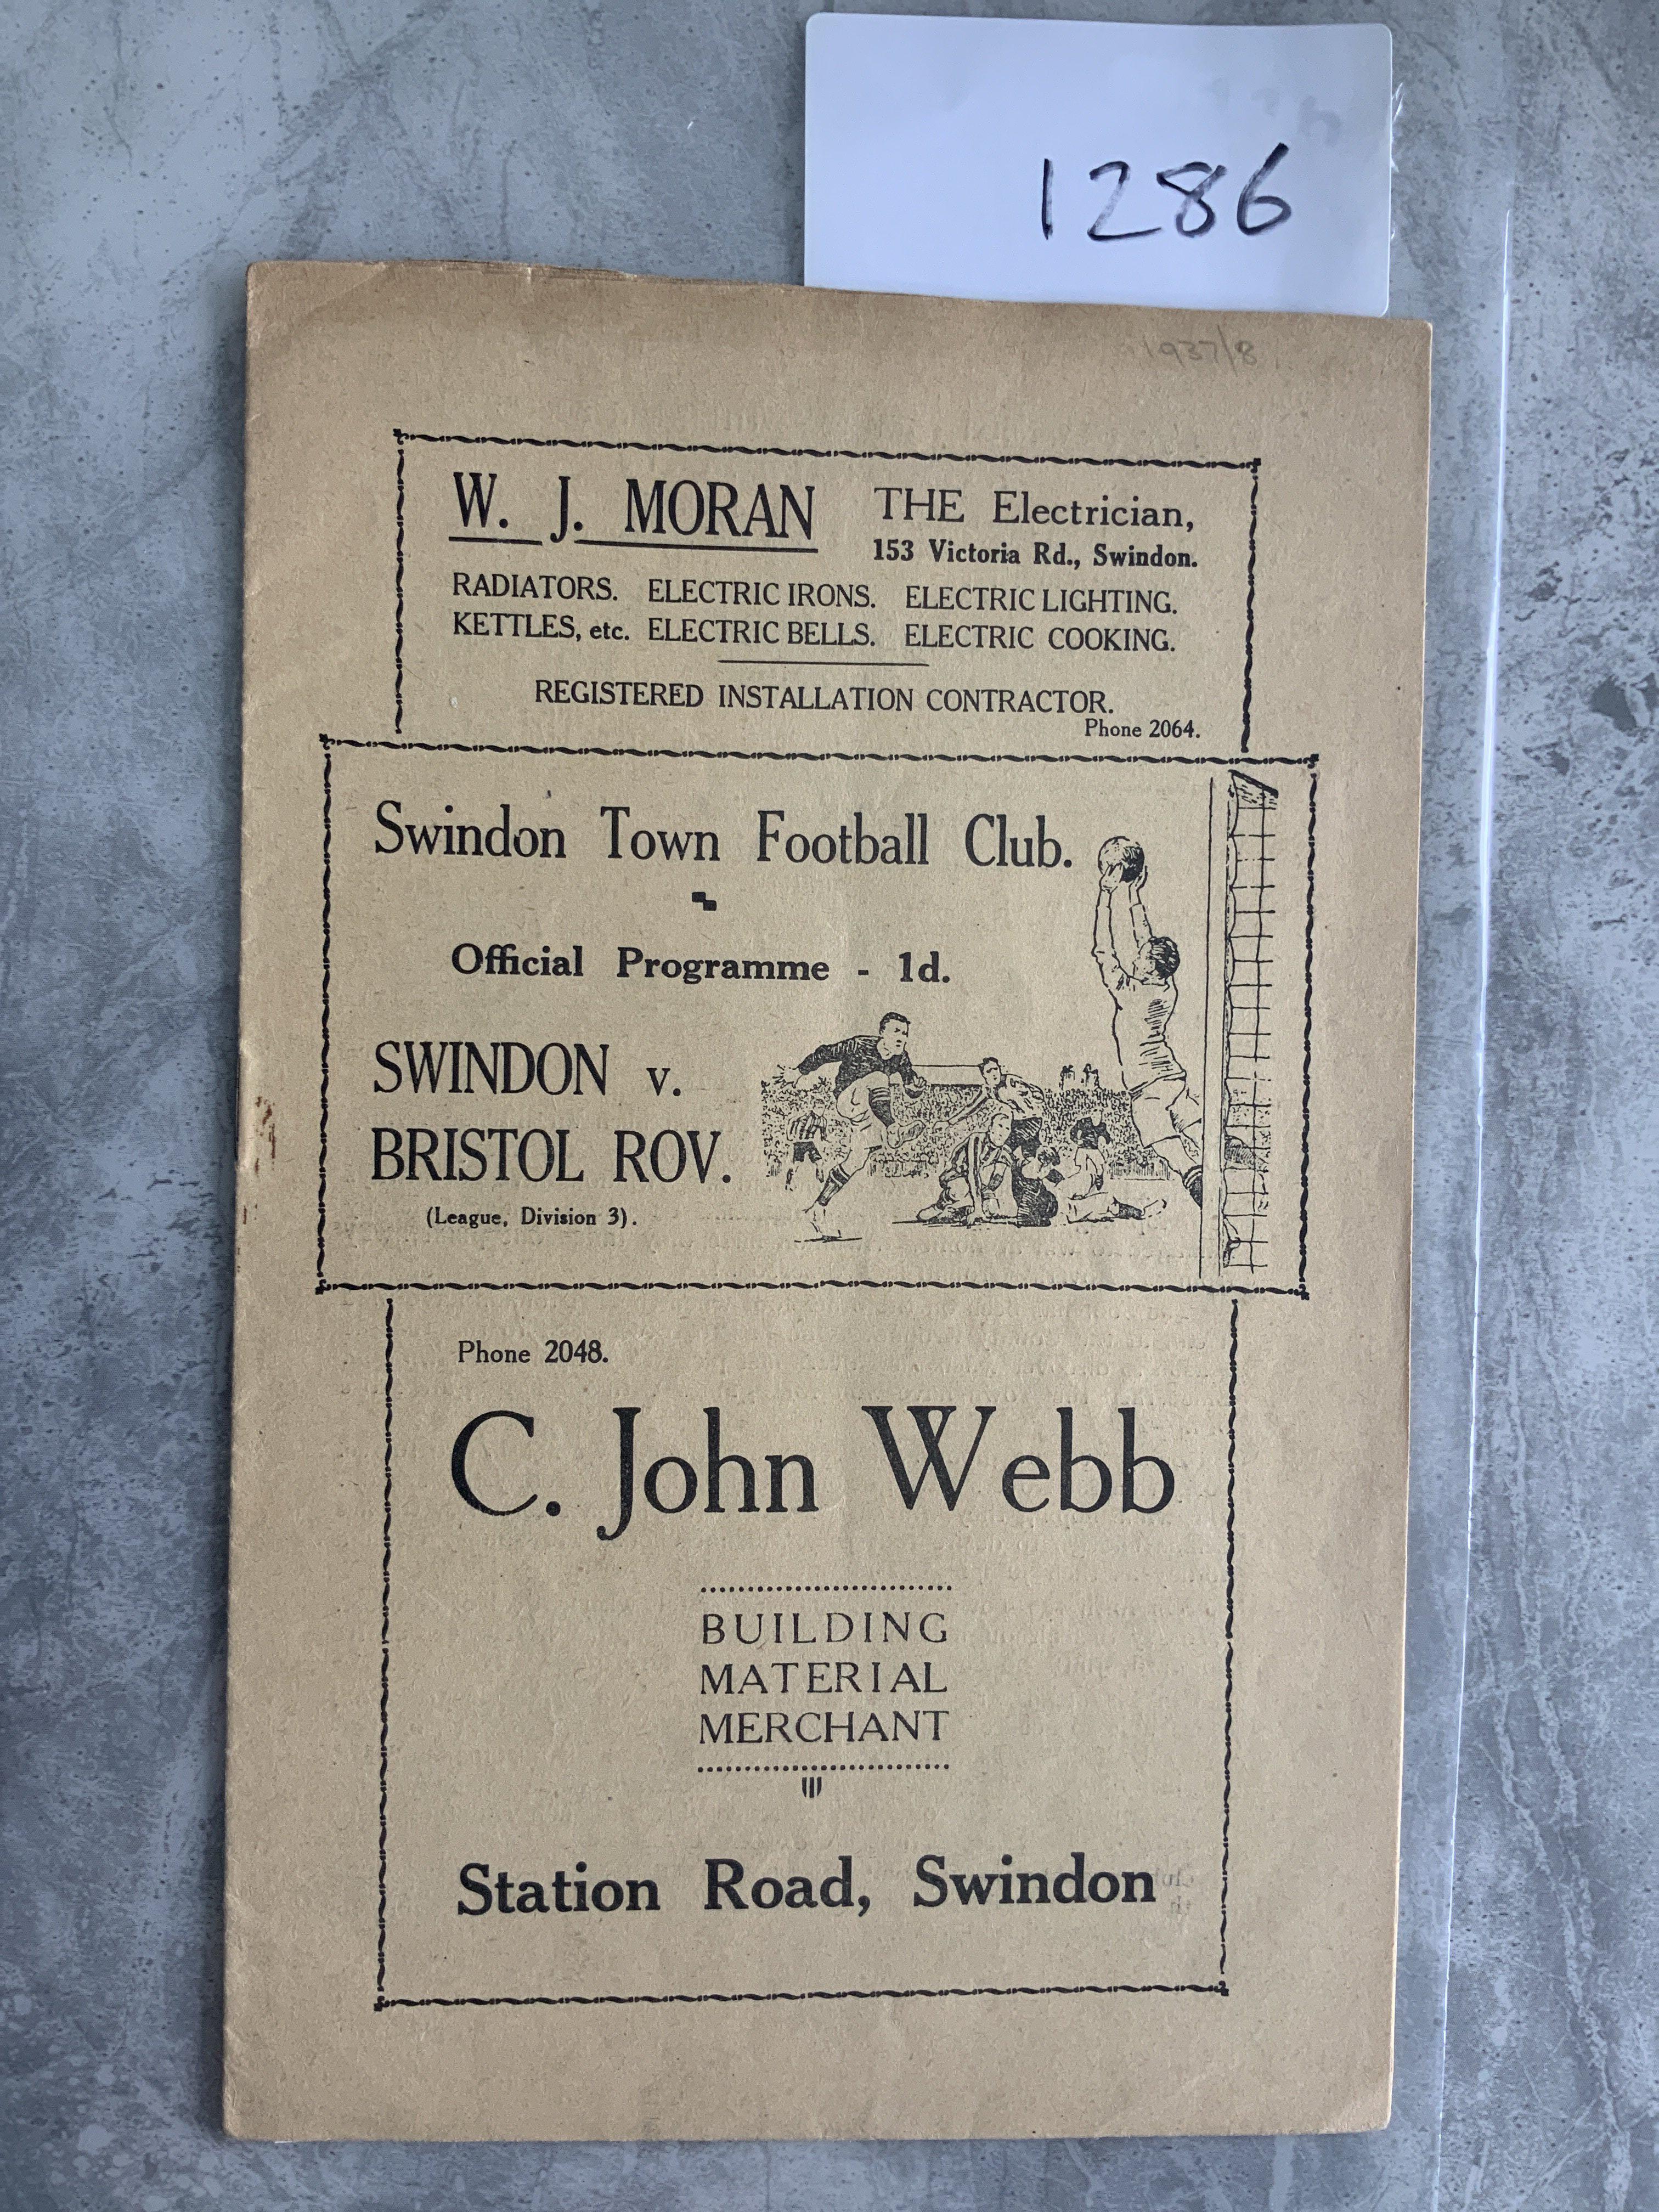 1286
1937/8
W. J. MORAN THE Electrician,
153 Victoria Rd., Swindon.
RADIATORS. ELECTRIC IRONS. ELECTRIC LIGHTING.
KETTLES, etc. ELECTRIC BELLS. ELECTRIC COOKING.
REGISTERED INSTALLATION CONTRACTOR.
Phone 2064.
Swindon Town Football Club.
Official Programme - 1d.
SWINDON v.
BRISTOL ROV.
(League, Division 3).
Phone 2048.
C. John Webb
BUILDING
MATERIAL
MERCHANT
Station Road, Swindon